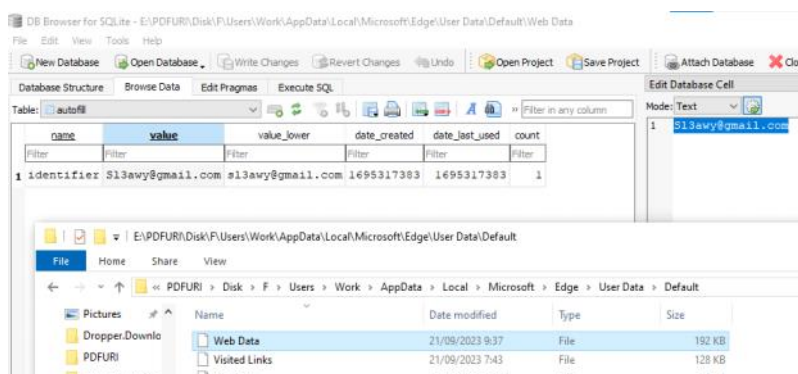 DB Browser for SQLite - E:\PDFURI\Disk\F\Users\Work\AppData\Local\Microsoft\Edge\User Data\Default\Web Data
File Edit View Tools Help
New Database Open Database Write Changes Revert Changes Undo Open Project Save Project Attach Database Clo
Database Structure Browse Data Edit Pragmas Execute SQL Edit Database Cell
Table: autofill Filter in any column Mode: Text
name value value_lower date_created date_last_used count 1 Sl3awy@gmail.com
Filter Filter Filter Filter Filter Filter
1 identifier Sl3awy@gmail.com sl3awy@gmail.com 1695317383 1695317383 1
E:\PDFURI\Disk\F\Users\Work\AppData\Local\Microsoft\Edge\User Data\Default
File Home Share View
« PDFURI › Disk › F › Users › Work › AppData › Local › Microsoft › Edge › User Data › Default
Pictures Name Date modified Type Size
Dropper.Downlo Web Data 21/09/2023 9:37 File 192 KB
PDFURI Visited Links 21/09/2023 7:43 File 128 KB